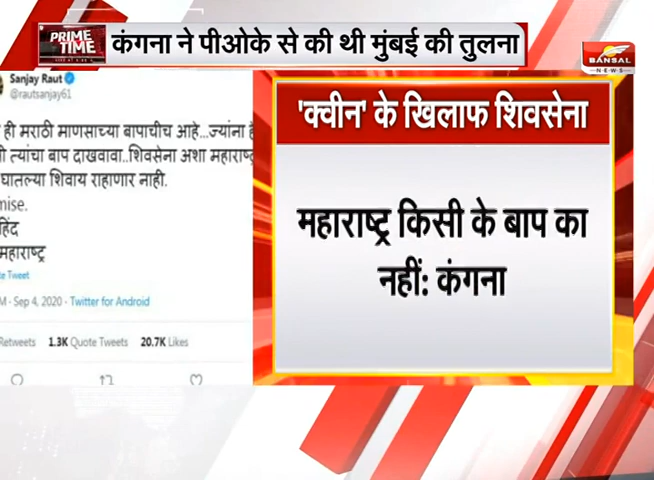 PRIME TIME
कंगना ने पीओके से की थी मुंबई की तुलना
BANSAL
NEWS
Sanjay Raut
@rautsanjay61
ही मराठी माणसाच्या बापाचीच आहे...ज्यांना
त्यांचा बाप दाखवावा..शिवसेना अशा महाराष्ट्र
घातल्या शिवाय राहाणार नाही.
mise.
हिंद
महाराष्ट्र
te Tweet
M · Sep 4, 2020 · Twitter for Android
Retweets 1.3K Quote Tweets 20.7K Likes
'क्वीन' के खिलाफ शिवसेना
महाराष्ट्र किसी के बाप का
नहीं: कंगना